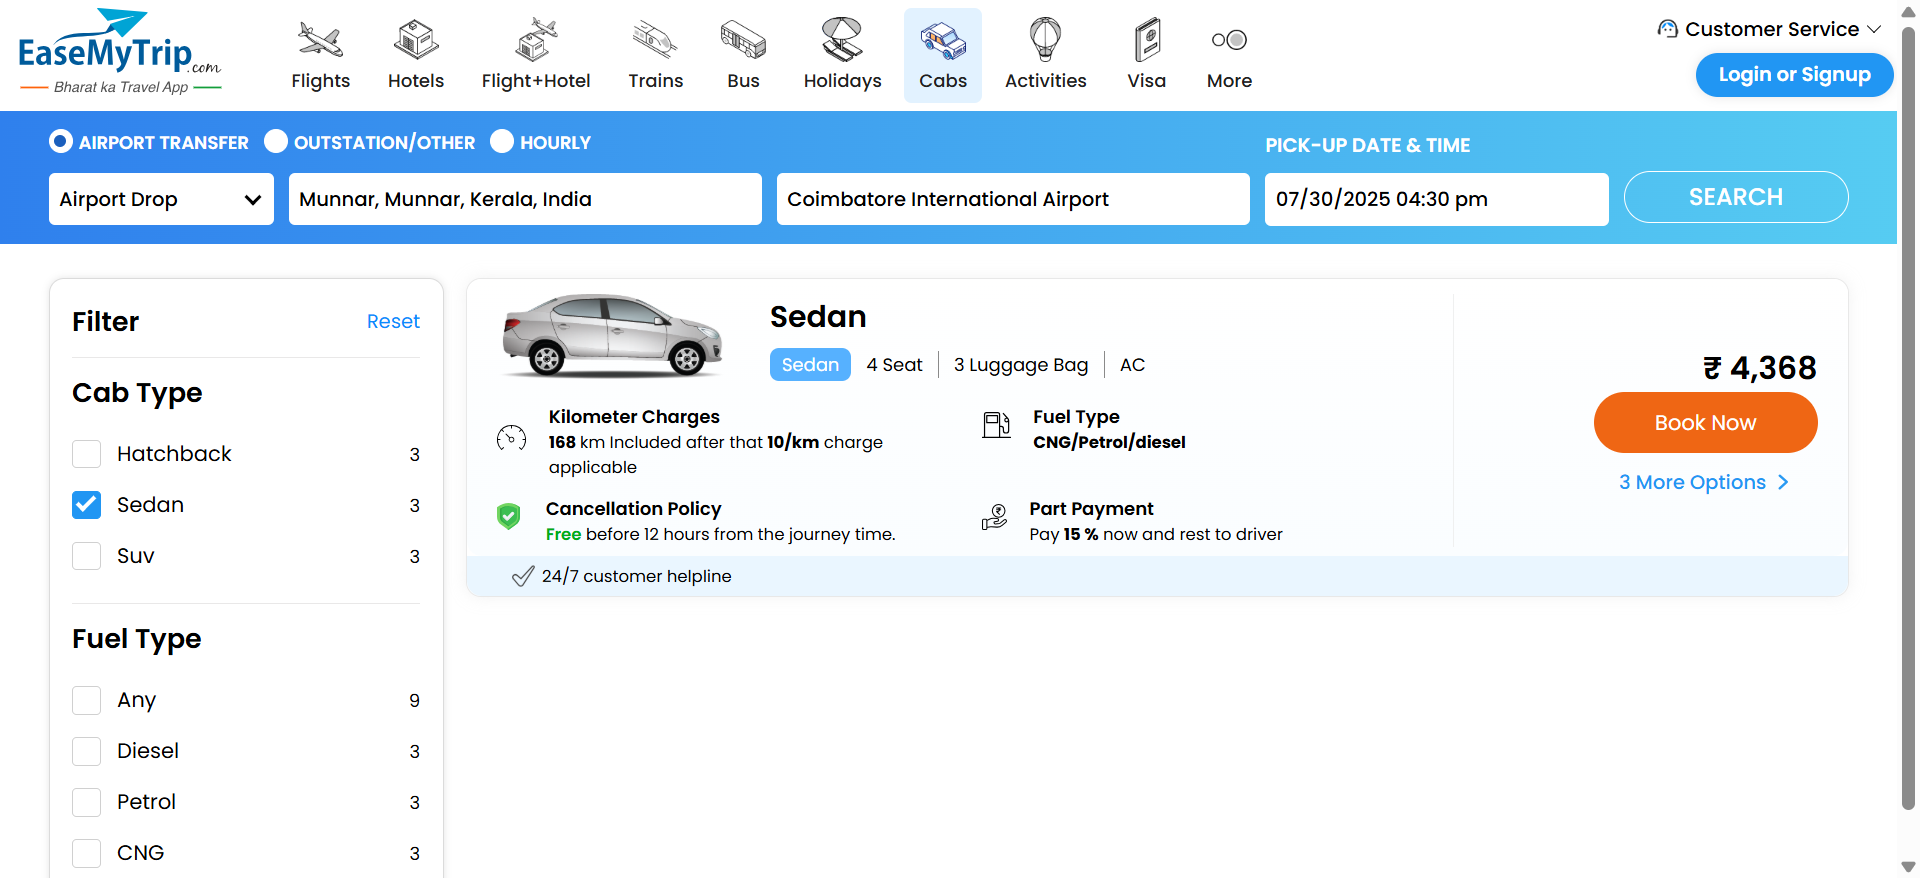 EaseMyTrip.com
Bharat ka Travel App
Flights
Hotels
Flight+Hotel
Trains
Bus
Holidays
Cabs
Activities
Visa
More
Customer Service
Login or Signup
AIRPORT TRANSFER
OUTSTATION/OTHER
HOURLY
PICK-UP DATE & TIME
Airport Drop
Munnar, Munnar, Kerala, India
Coimbatore International Airport
07/30/2025 04:30 pm
SEARCH
Filter
Reset
Cab Type
Hatchback 3
Sedan 3
Suv 3
Fuel Type
Any 9
Diesel 3
Petrol 3
CNG 3
Sedan
Sedan
4 Seat
3 Luggage Bag
AC
Kilometer Charges
168 km Included after that 10/km charge
applicable
Fuel Type
CNG/Petrol/diesel
Cancellation Policy
Free before 12 hours from the journey time.
Part Payment
Pay 15 % now and rest to driver
₹ 4,368
Book Now
3 More Options
24/7 customer helpline